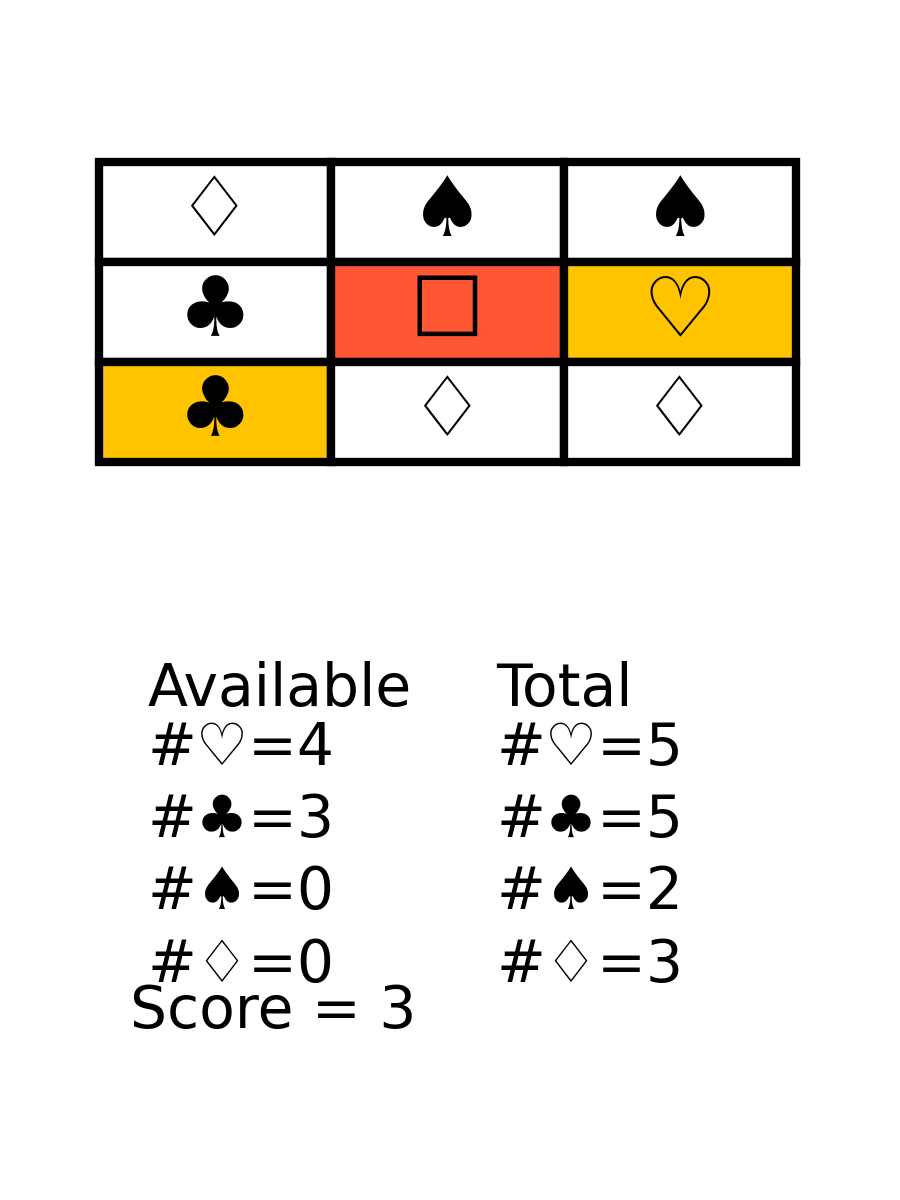 ♢ ♠ ♠
♣ □ ♡
♣ ♢ ♢
Available Total
#♡=4 #♡=5
#♣=3 #♣=5
#♠=0 #♠=2
#♢=0 #♢=3
Score = 3